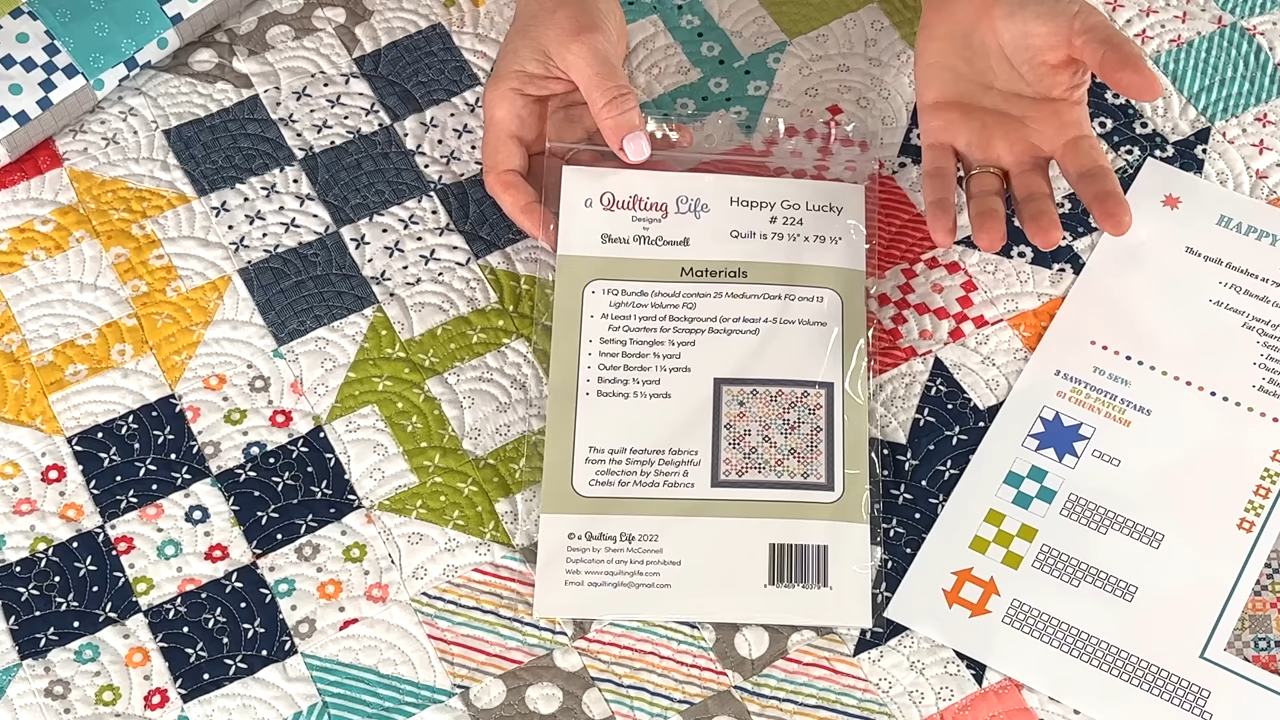 a Quilting Life
Designs
by
Sherri McConnell
Happy Go Lucky
# 224
Quilt is 79 ½" x 79 ½"
Materials
• 1 FQ Bundle (should contain 25 Medium/Dark FQ and 13
Light/Low Volume FQ)
• At Least 1 yard of Background (or at least 4-5 Low Volume
Fat Quarters for Scrappy Background)
• Setting Triangles: ⅞ yard
• Inner Border: ⅝ yard
• Outer Border: 1 ¼ yards
• Binding: ¾ yard
• Backing: 5 ½ yards
This quilt features fabrics
from the Simply Delightful
collection by Sherri &
Chelsi for Moda Fabrics
© a Quilting Life 2022
Design by: Sherri McConnell
Duplication of any kind prohibited
Web: www.aquiltinglife.com
Email: aquiltinglife@gmail.com
07469 40379
HAPPY
This quilt finishes at
• 1 FQ Bundle
• At Least 1 yard of
Fat Quart
TO SEW:
3 SAWTOOTH STARS
9-PATCH
61 CHURN DASH